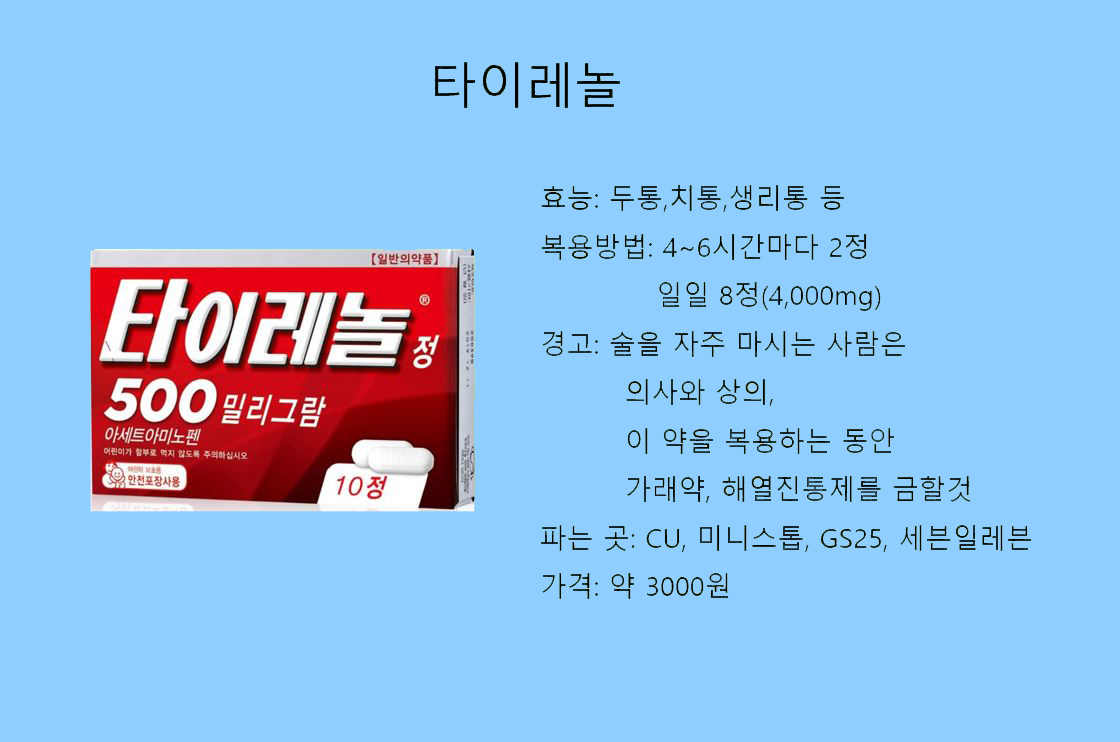 타이레놀
효능: 두통,치통,생리통 등
복용방법: 4~6시간마다 2정
일일 8정(4,000mg)
경고: 술을 자주 마시는 사람은
의사와 상의,
이 약을 복용하는 동안
가래약, 해열진통제를 금할것
파는 곳: CU, 미니스톱, GS25, 세븐일레븐
가격: 약 3000원
【일반의약품】
타이레놀® 정
500 밀리그람
아세트아미노펜
어린이가 함부로 먹지 않도록 주의하십시오
어린이 보호용
안전포장사용
10정